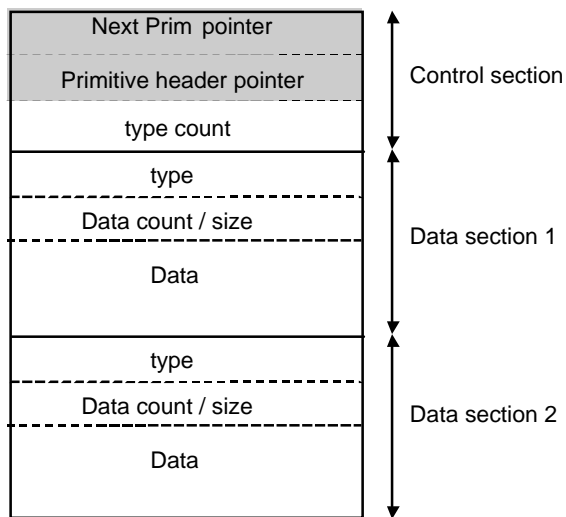 Next Prim pointer
Primitive header pointer
Control section
type count
type
Data count / size
Data section 1
Data
type
Data count / size
Data section 2
Data